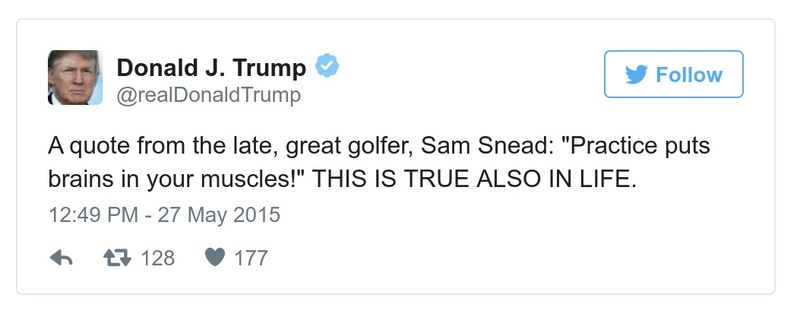 Donald J. Trump
@realDonaldTrump
Follow
A quote from the late, great golfer, Sam Snead: "Practice puts
brains in your muscles!" THIS IS TRUE ALSO IN LIFE.
12:49 PM - 27 May 2015
128 177